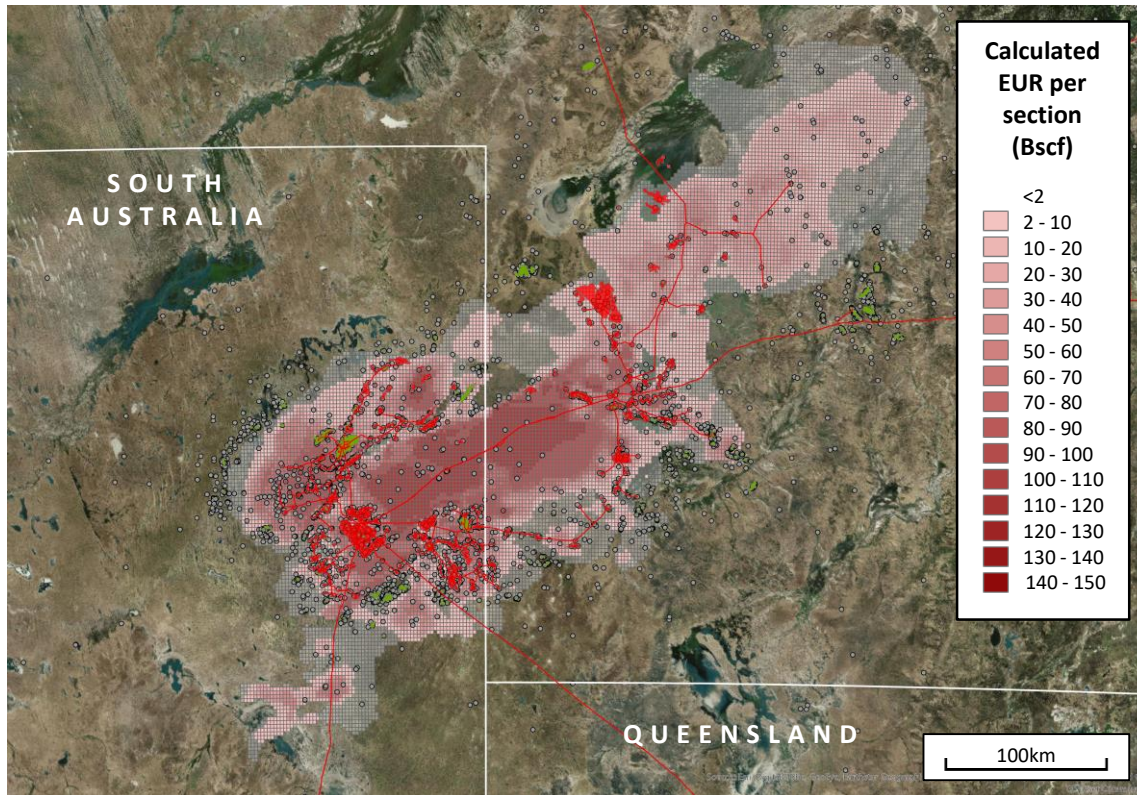 Calculated
EUR per
section
(Bscf)
<2
2 - 10
10 - 20
20 - 30
30 - 40
40 - 50
50 - 60
60 - 70
70 - 80
80 - 90
90 - 100
100 - 110
110 - 120
120 - 130
130 - 140
140 - 150
SOUTH
AUSTRALIA
QUEENSLAND
100km